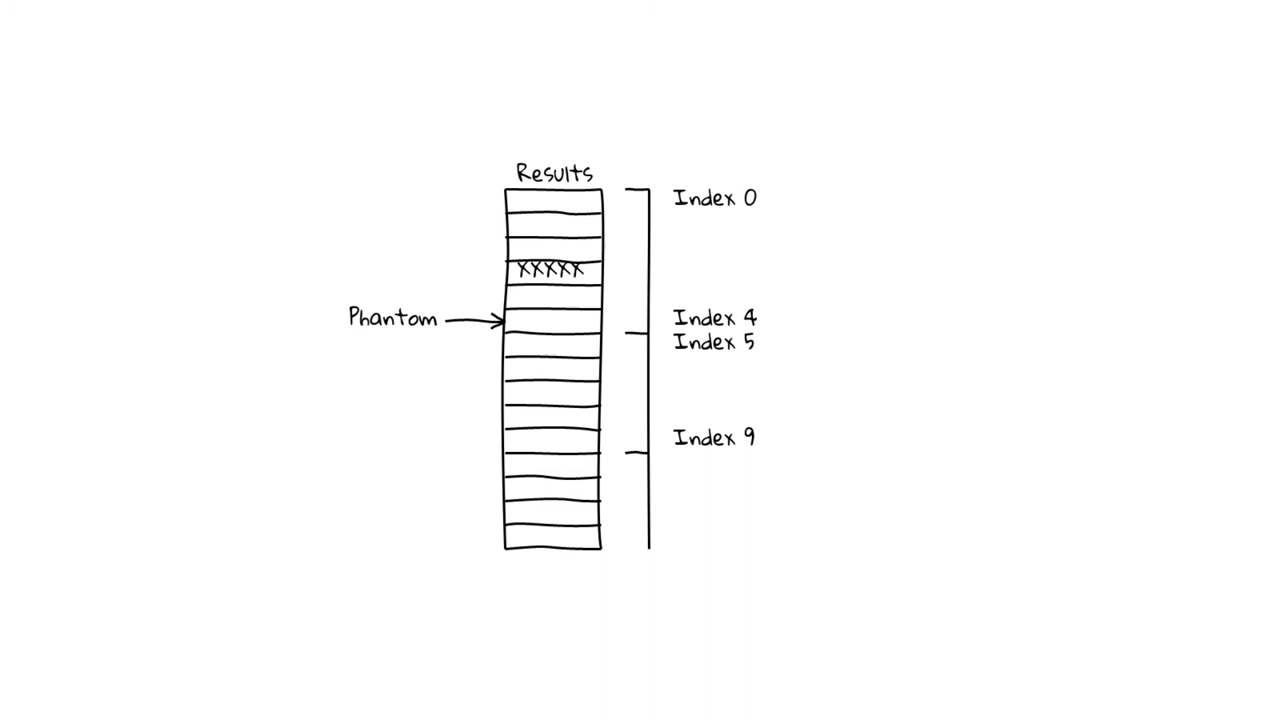 Results
Index 0
XXXXX
Phantom
Index 4
Index 5
Index 9